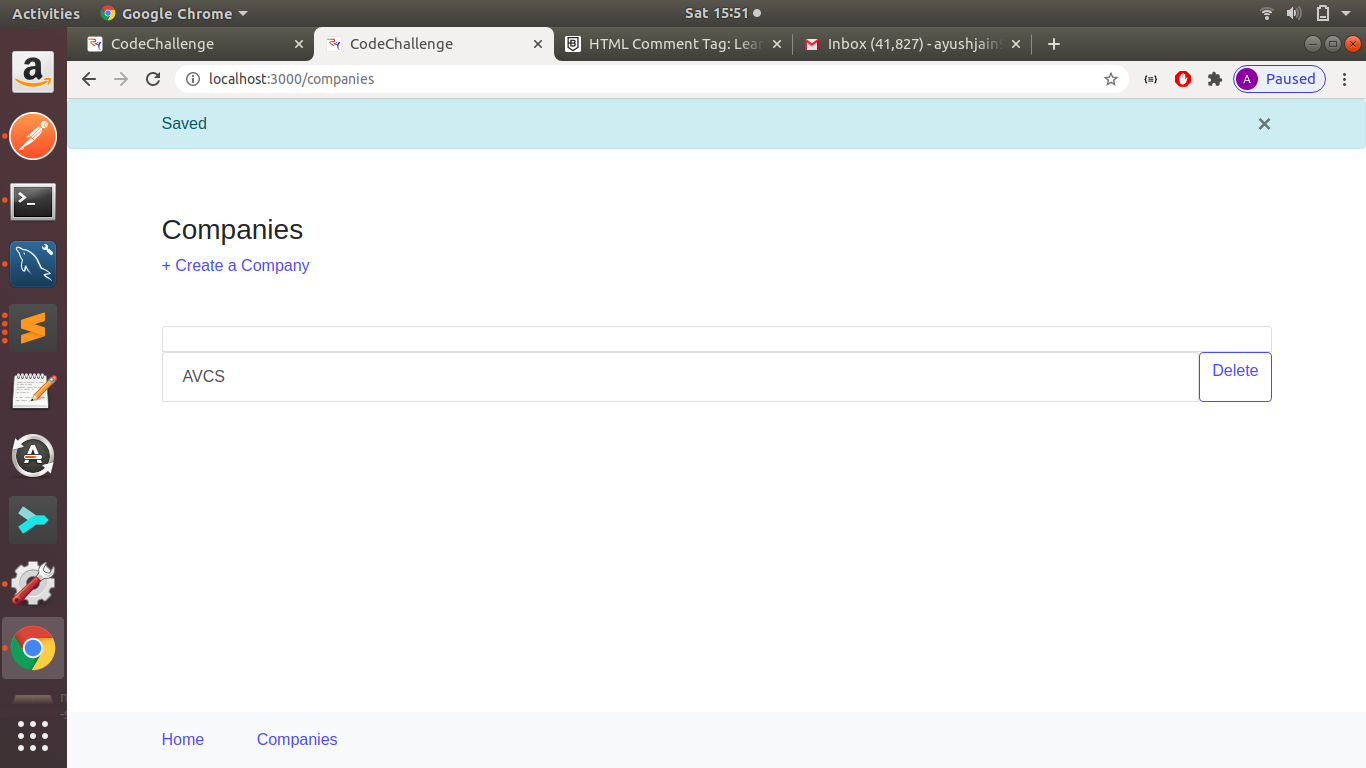 Activities Google Chrome Sat 15:51
CodeChallenge CodeChallenge HTML Comment Tag: Lear Inbox (41,827) - ayushjain
localhost:3000/companies A Paused
Saved ×
Companies
+ Create a Company
AVCS Delete
Home Companies